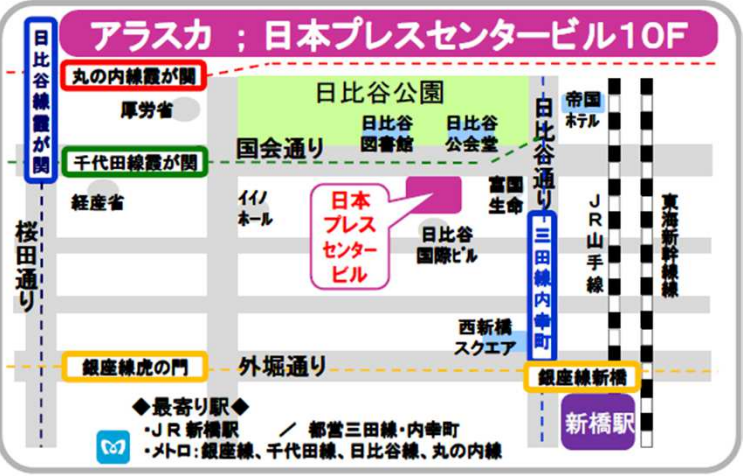 アラスカ ；日本プレスセンタービル10F
日比谷線霞が関
丸の内線霞が関
厚労省
日比谷公園
日比谷
図書館
日比谷
公会堂
日比谷通り
帝国
ホテル
国会通り
千代田線霞が関
経産省
イイノ
ホール
日本
プレス
センター
ビル
富国
生命
日比谷
国際ビル
JR山手線
東海新幹線線
桜田通り
三田線内幸町
西新橋
スクエア
銀座線虎の門
外堀通り
銀座線新橋
新橋駅
◆最寄り駅◆
・JR新橋駅 ／ 都営三田線・内幸町
・メトロ：銀座線、千代田線、日比谷線、丸の内線